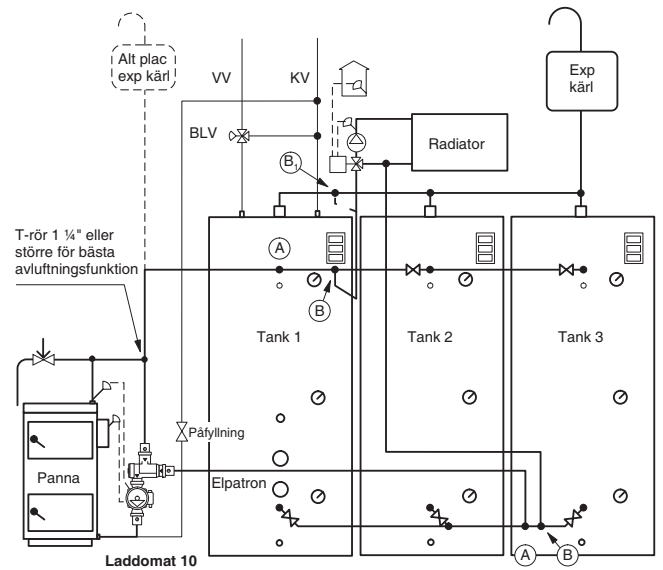 Alt plac
exp kärl
VV
KV
BLV
Exp
kärl
Radiator
B₁
T-rör 1 ¼" eller
större för bästa
avluftningsfunktion
A
B
Tank 1
Tank 2
Tank 3
Påfyllning
Panna
Elpatron
Laddomat 10
A
B